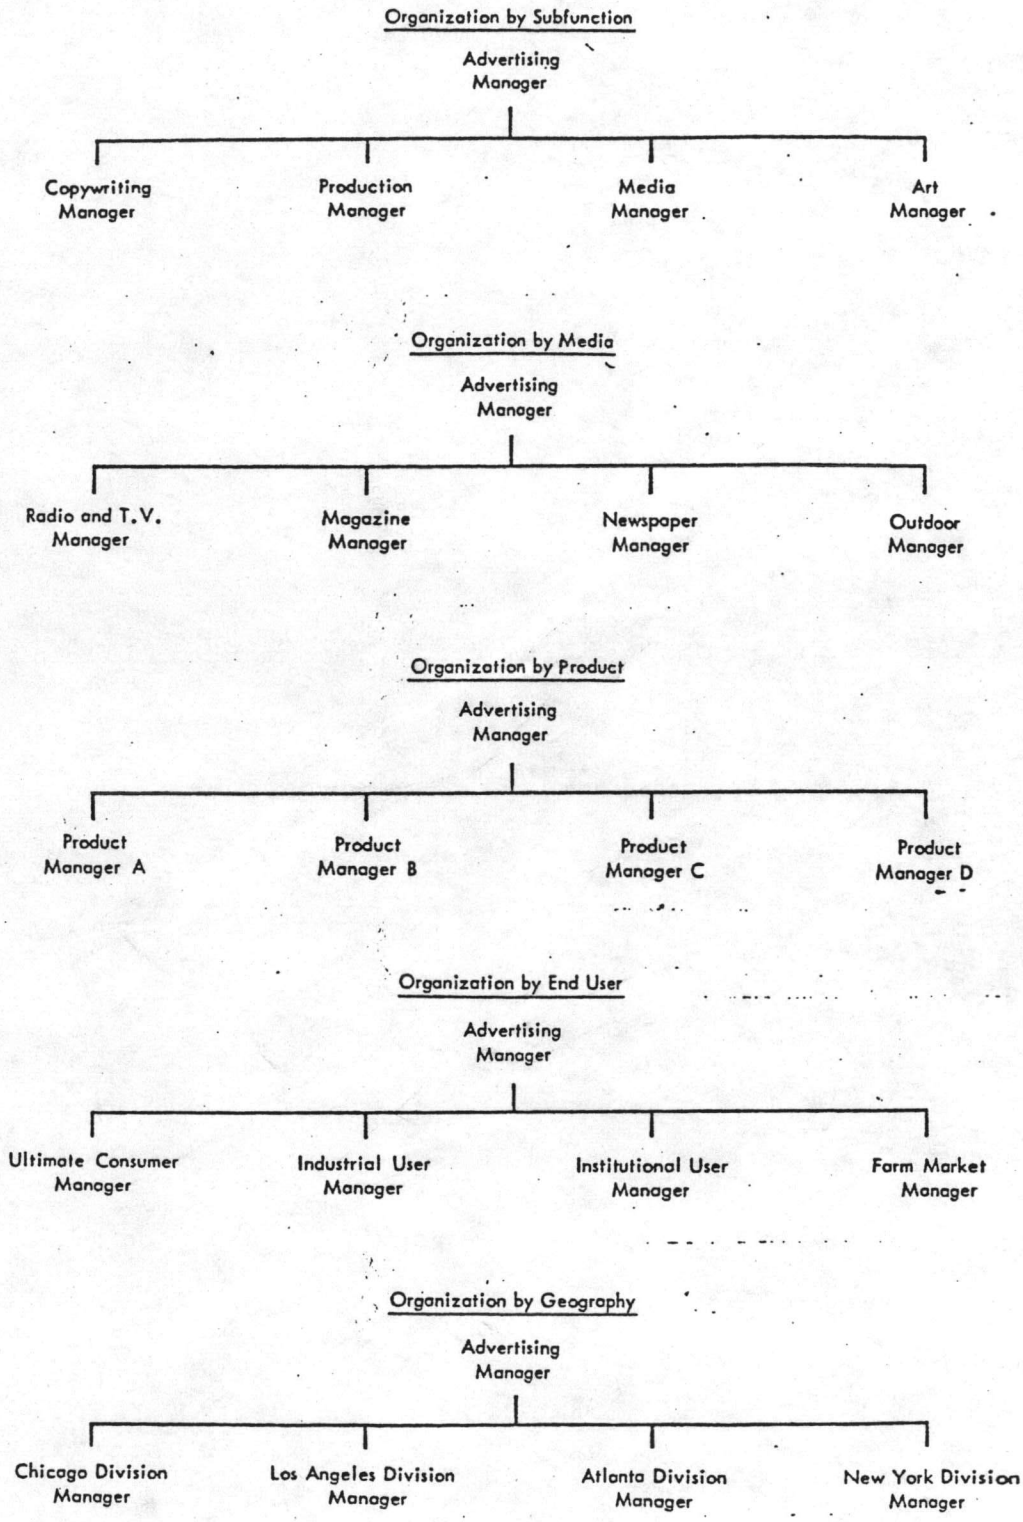 Organization by Subfunction
Advertising
Manager
Copywriting
Manager
Production
Manager
Media
Manager
Art
Manager
Organization by Media
Advertising
Manager
Radio and T.V.
Manager
Magazine
Manager
Newspaper
Manager
Outdoor
Manager
Organization by Product
Advertising
Manager
Product
Manager A
Product
Manager B
Product
Manager C
Product
Manager D
Organization by End User
Advertising
Manager
Ultimate Consumer
Manager
Industrial User
Manager
Institutional User
Manager
Farm Market
Manager
Organization by Geography
Advertising
Manager
Chicago Division
Manager
Los Angeles Division
Manager
Atlanta Division
Manager
New York Division
Manager